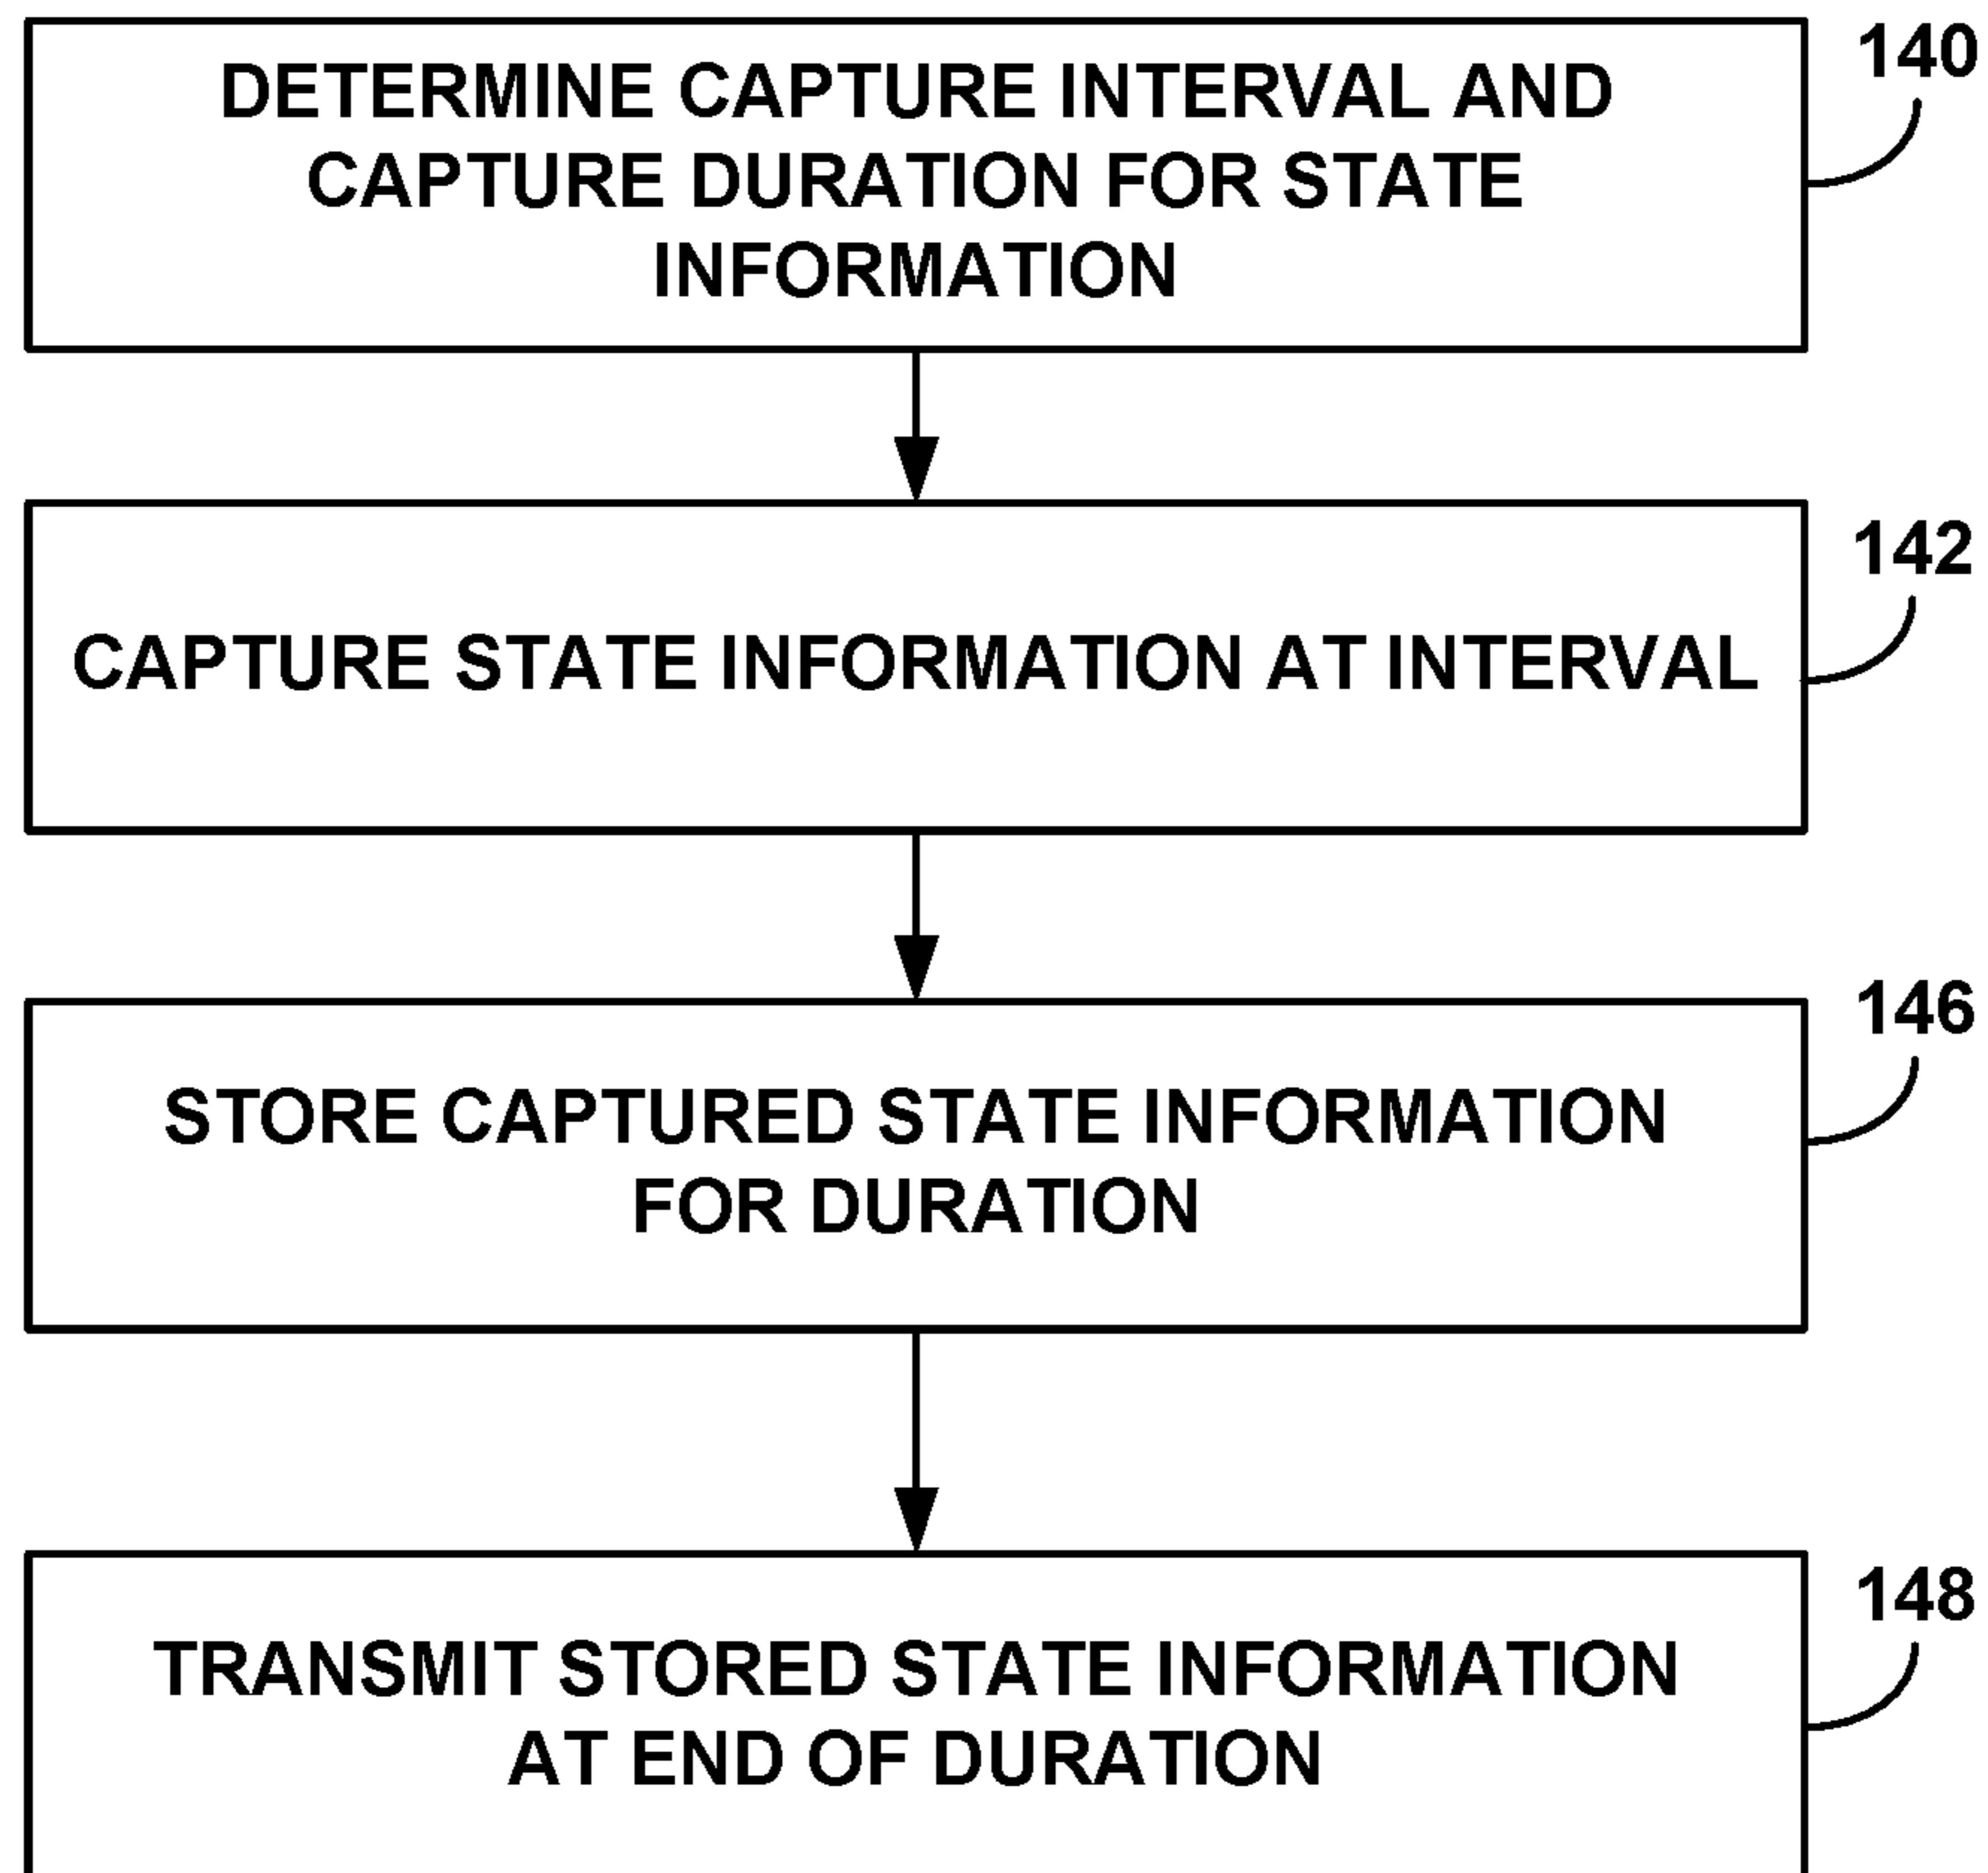 DETERMINE CAPTURE INTERVAL AND
CAPTURE DURATION FOR STATE
INFORMATION
140
CAPTURE STATE INFORMATION AT INTERVAL
142
STORE CAPTURED STATE INFORMATION
FOR DURATION
146
TRANSMIT STORED STATE INFORMATION
AT END OF DURATION
148